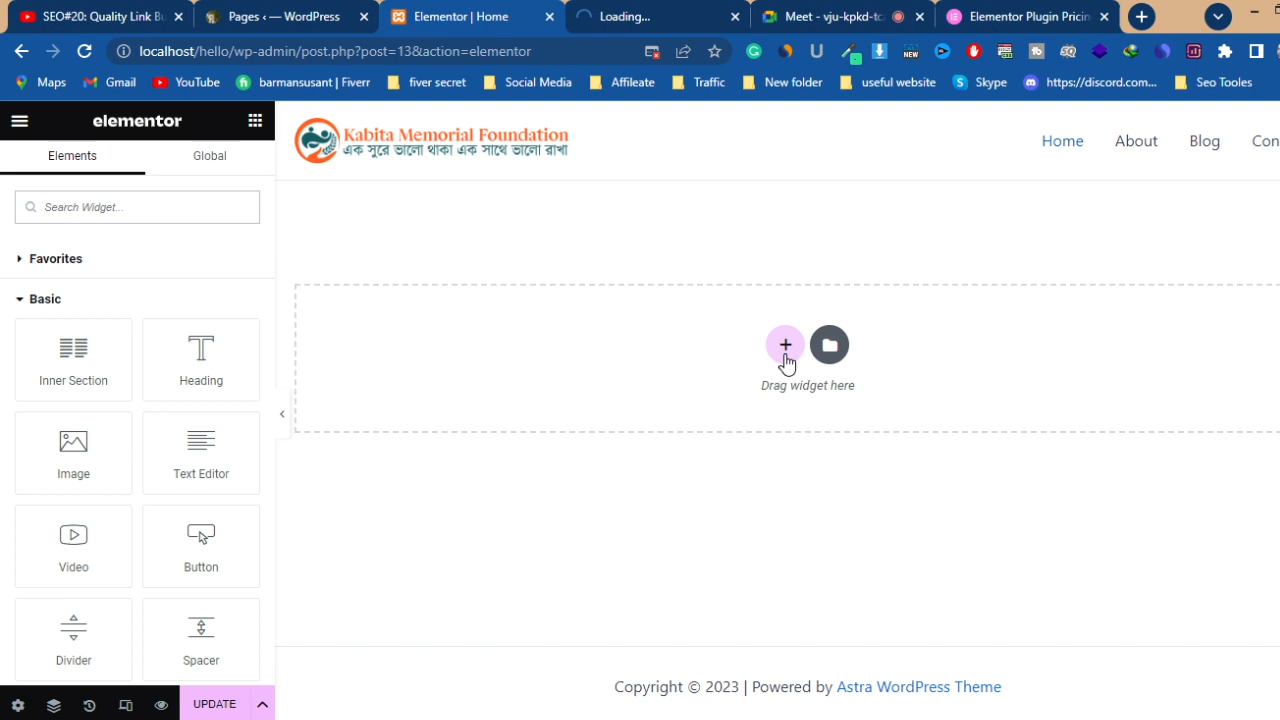 SEO#20: Quality Link Bu
Pages ‹ — WordPress
Elementor | Home
Loading...
Meet - vju-kpkd-tc
Elementor Plugin Pricin
localhost/hello/wp-admin/post.php?post=13&action=elementor
Maps
Gmail
YouTube
barmansusant | Fiverr
fiver secret
Social Media
Affileate
Traffic
New folder
useful website
Skype
https://discord.com...
Seo Tooles
elementor
Elements
Global
Search Widget...
Favorites
Basic
Inner Section
Heading
Image
Text Editor
Video
Button
Divider
Spacer
UPDATE
Kabita Memorial Foundation
এক সুরে ভালো থাকা এক সাথে ভালো রাখা
Home
About
Blog
Con
Drag widget here
Copyright © 2023 | Powered by Astra WordPress Theme